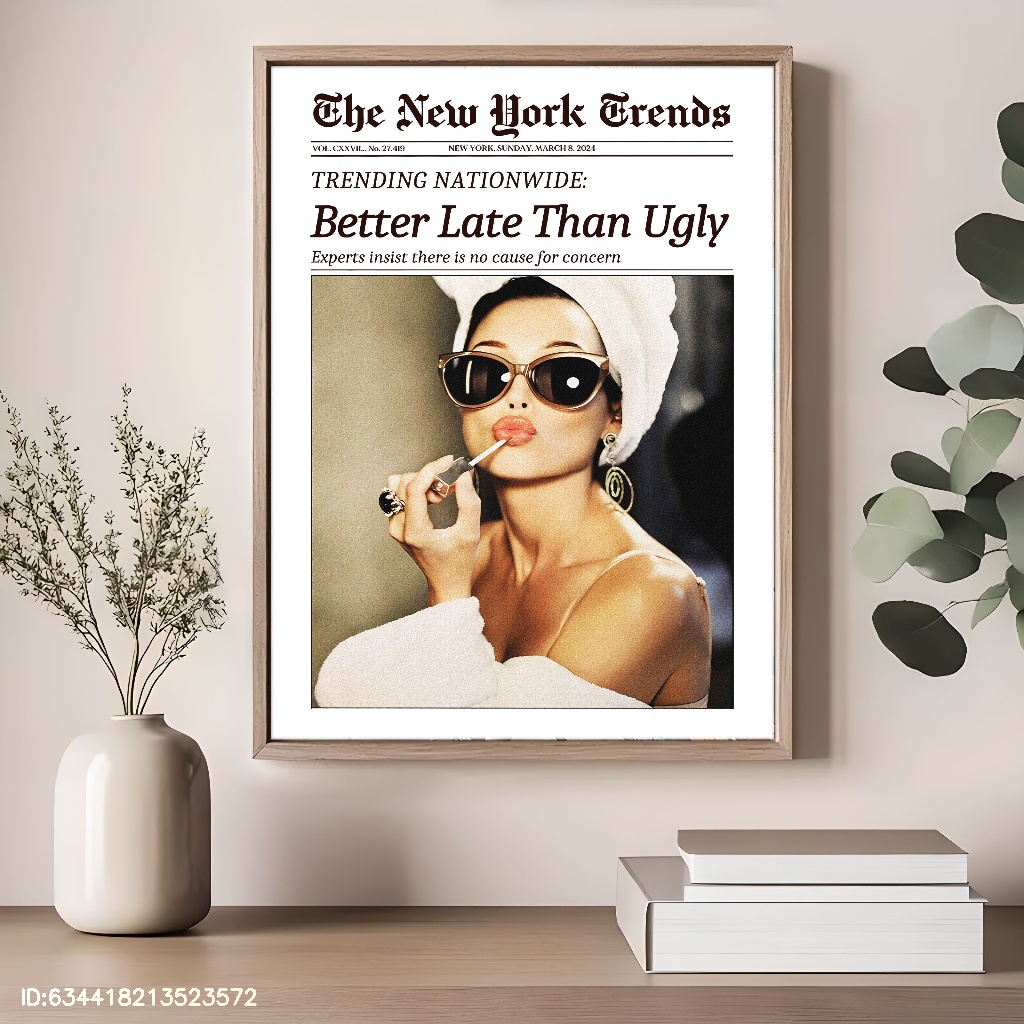 The New York Trends
VOL. CXXVII... No. 27.419 NEW YORK, SUNDAY, MARCH 8, 2024
TRENDING NATIONWIDE:
Better Late Than Ugly
Experts insist there is no cause for concern
ID:634418213523572